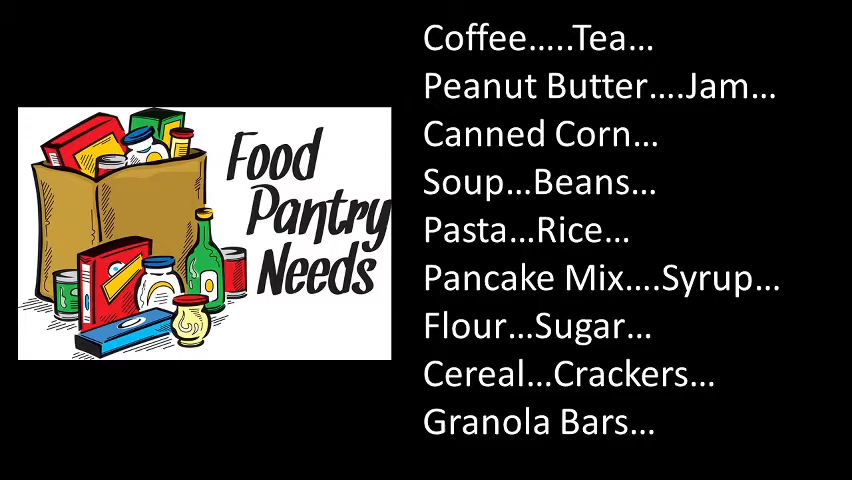 Food
Pantry
Needs
Coffee.....Tea...
Peanut Butter....Jam...
Canned Corn...
Soup...Beans...
Pasta...Rice...
Pancake Mix....Syrup...
Flour...Sugar...
Cereal...Crackers...
Granola Bars...